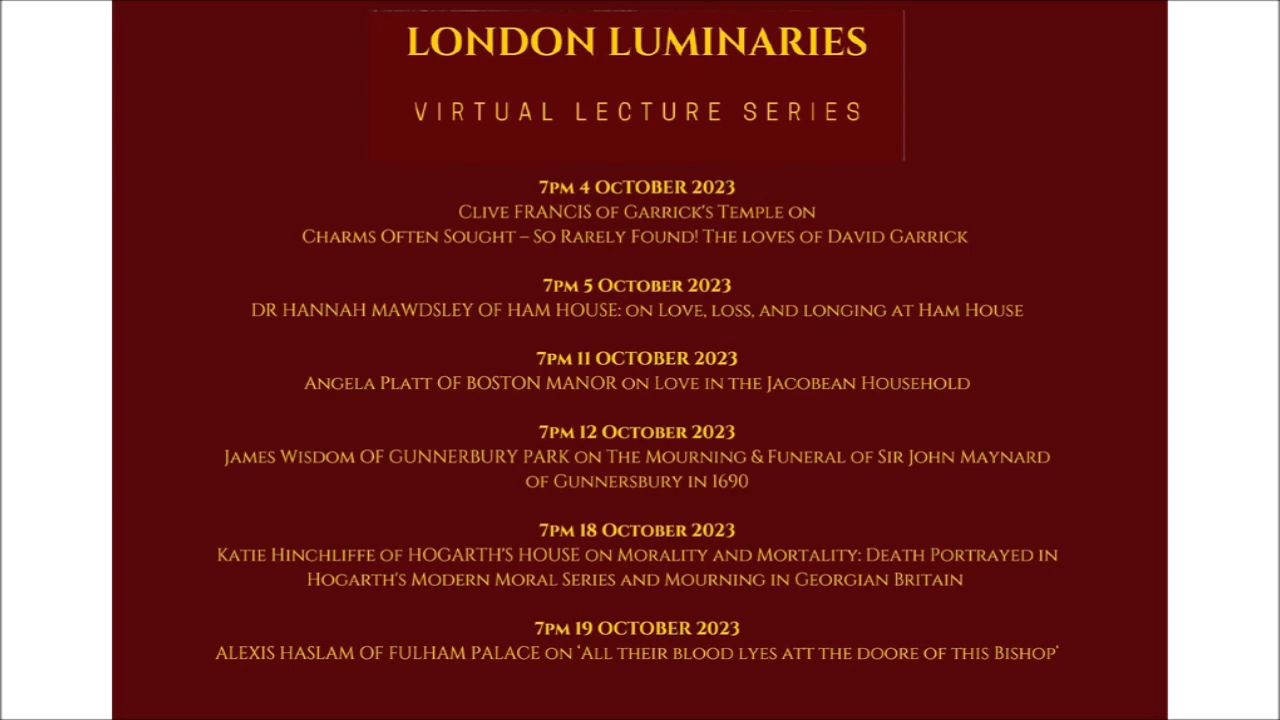 LONDON LUMINARIES
VIRTUAL LECTURE SERIES
7PM 4 OCTOBER 2023
CLIVE FRANCIS OF GARRICK'S TEMPLE ON
CHARMS OFTEN SOUGHT – SO RARELY FOUND! THE LOVES OF DAVID GARRICK
7PM 5 OCTOBER 2023
DR HANNAH MAWDSLEY OF HAM HOUSE: ON LOVE, LOSS, AND LONGING AT HAM HOUSE
7PM 11 OCTOBER 2023
ANGELA PLATT OF BOSTON MANOR ON LOVE IN THE JACOBEAN HOUSEHOLD
7PM 12 OCTOBER 2023
JAMES WISDOM OF GUNNERBURY PARK ON THE MOURNING & FUNERAL OF SIR JOHN MAYNARD
OF GUNNERSBURY IN 1690
7PM 18 OCTOBER 2023
KATIE HINCHLIFFE OF HOGARTH'S HOUSE ON MORALITY AND MORTALITY: DEATH PORTRAYED IN
HOGARTH'S MODERN MORAL SERIES AND MOURNING IN GEORGIAN BRITAIN
7PM 19 OCTOBER 2023
ALEXIS HASLAM OF FULHAM PALACE ON 'ALL THEIR BLOOD LYES ATT THE DOORE OF THIS BISHOP'